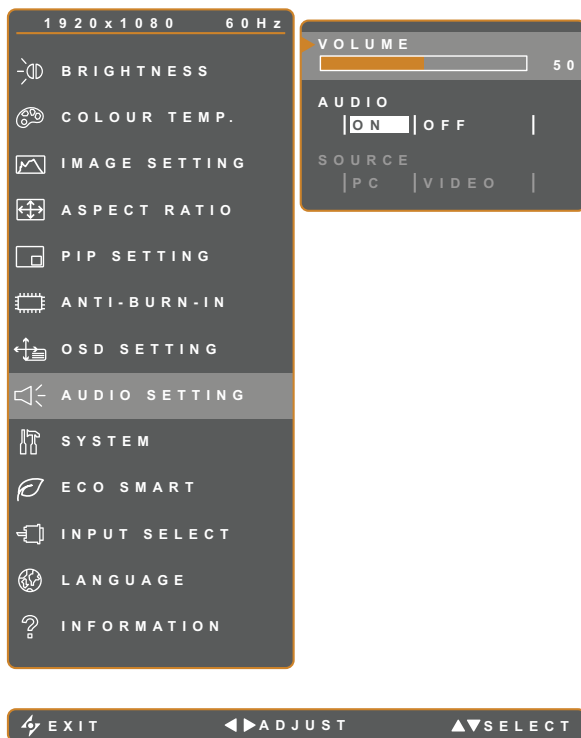 1920x1080 60Hz
BRIGHTNESS
COLOUR TEMP.
IMAGE SETTING
ASPECT RATIO
PIP SETTING
ANTI-BURN-IN
OSD SETTING
AUDIO SETTING
SYSTEM
ECO SMART
INPUT SELECT
LANGUAGE
INFORMATION
VOLUME
50
AUDIO
ON OFF
SOURCE
PC VIDEO
EXIT ADJUST SELECT